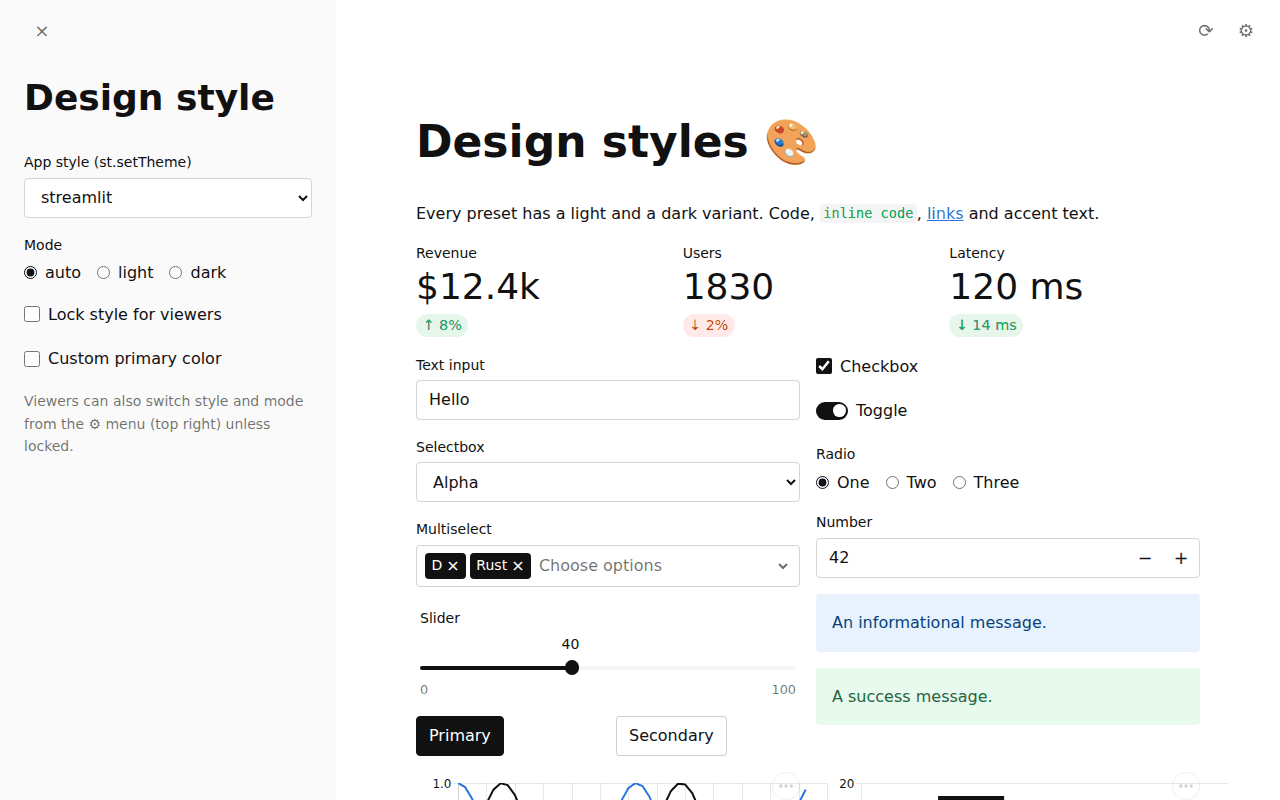 Design style
App style (st.setTheme)
streamlit
Mode
auto light dark
Lock style for viewers
Custom primary color
Viewers can also switch style and mode
from the ⚙ menu (top right) unless
locked.
Design styles 🎨
Every preset has a light and a dark variant. Code, inline code, links and accent text.
Revenue
$12.4k
↑ 8%
Users
1830
↓ 2%
Latency
120 ms
↓ 14 ms
Text input
Hello
Selectbox
Alpha
Multiselect
D × Rust × Choose options
Slider
40
0 100
Primary Secondary
Checkbox
Toggle
Radio
One Two Three
Number
42 − +
An informational message.
A success message.
1.0
20